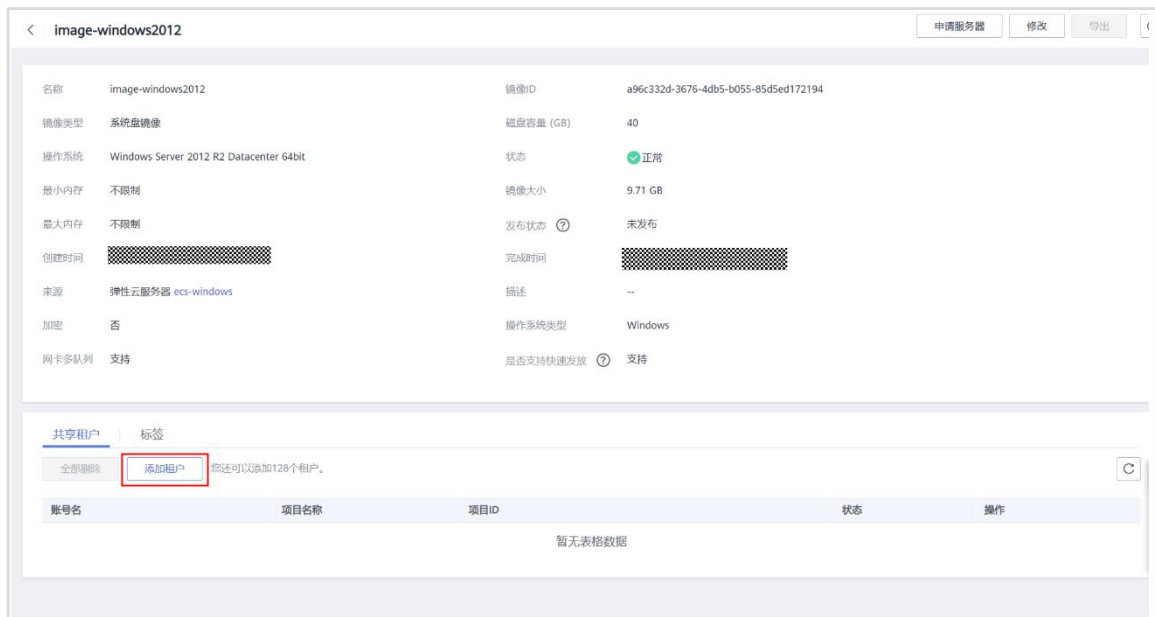 image-windows2012 申请服务器 修改 导出
名称 image-windows2012 镜像ID a96c332d-3676-4db5-b055-85d5ed172194
镜像类型 系统盘镜像 磁盘容量 (GB) 40
操作系统 Windows Server 2012 R2 Datacenter 64bit 状态 正常
最小内存 不限制 镜像大小 9.71 GB
最大内存 不限制 发布状态 ? 未发布
创建时间 完成时间
来源 弹性云服务器 ecs-windows 描述 --
加密 否 操作系统类型 Windows
网卡多队列 支持 是否支持快速发放 ? 支持
共享租户 标签
全部删除 添加租户 您还可以添加128个租户。
账号名 项目名称 项目ID 状态 操作
暂无表格数据